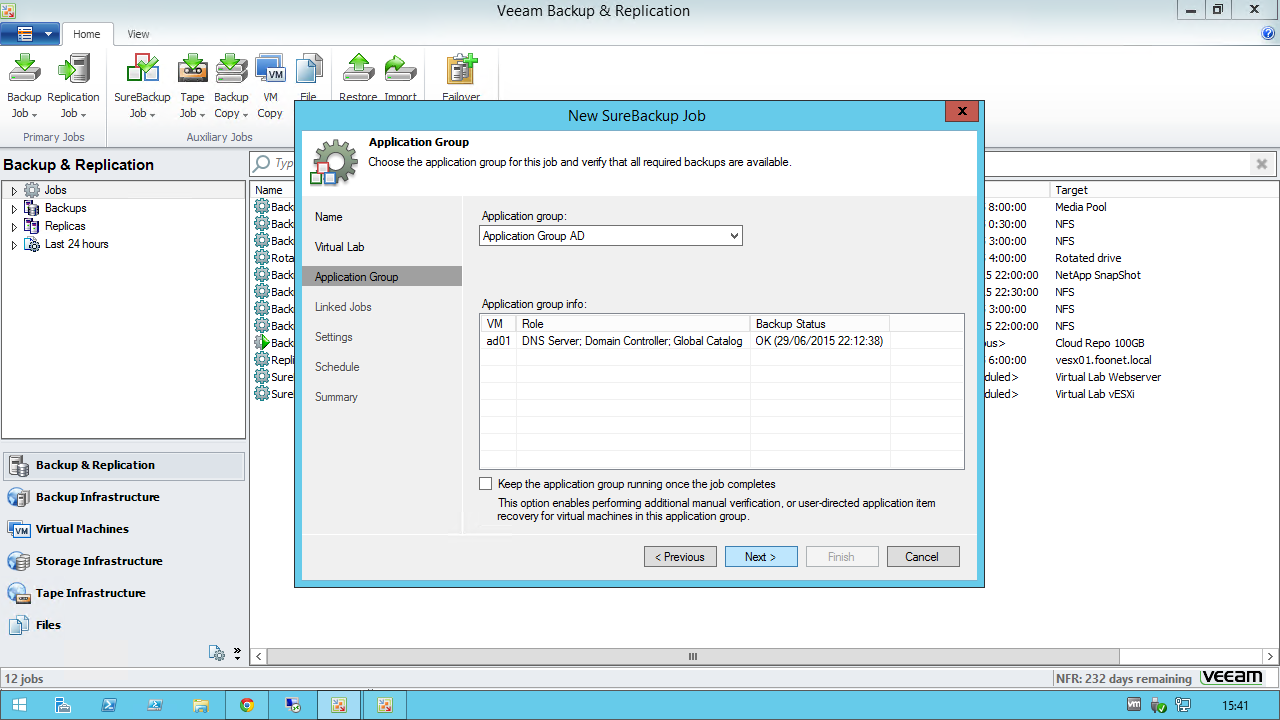 Veeam Backup & Replication
Home
View
Backup Job
Replication Job
SureBackup Job
Tape Job
Backup Copy
VM Copy
File
Restore
Import
Failover
Primary Jobs
Auxiliary Jobs
Backup & Replication
Jobs
Backups
Replicas
Last 24 hours
Backup & Replication
Backup Infrastructure
Virtual Machines
Storage Infrastructure
Tape Infrastructure
Files
Typ
Name
Target
Back 8:00:00 Media Pool
Back 0:30:00 NFS
Back 3:00:00 NFS
Rota 4:00:00 Rotated drive
Back 5 22:00:00 NetApp SnapShot
Back 5 22:30:00 NFS
Back 3:00:00 NFS
Back 5 22:00:00 NFS
Back ous> Cloud Repo 100GB
Repli 6:00:00 vesx01.foonet.local
Sure duled> Virtual Lab Webserver
Sure duled> Virtual Lab vESXi
New SureBackup Job
Application Group
Choose the application group for this job and verify that all required backups are available.
Name
Virtual Lab
Application Group
Linked Jobs
Settings
Schedule
Summary
Application group:
Application Group AD
Application group info:
VM Role Backup Status
ad01 DNS Server; Domain Controller; Global Catalog OK (29/06/2015 22:12:38)
Keep the application group running once the job completes
This option enables performing additional manual verification, or user-directed application item
recovery for virtual machines in this application group.
< Previous
Next >
Finish
Cancel
12 jobs
NFR: 232 days remaining
veeam
15:41